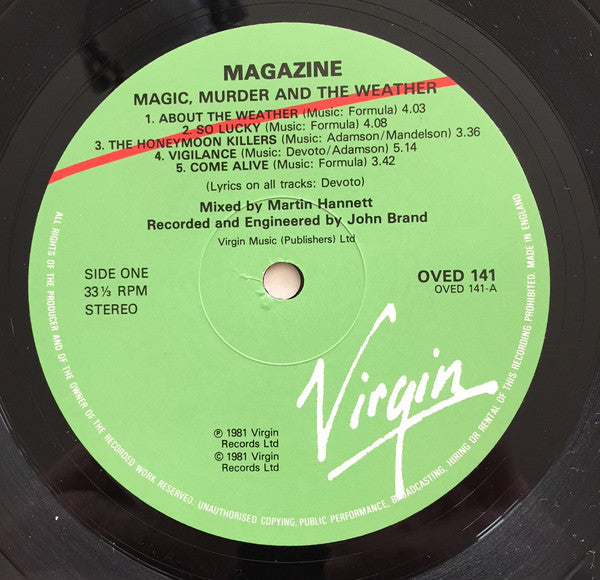 MAGAZINE
MAGIC, MURDER AND THE WEATHER
1. ABOUT THE WEATHER (Music: Formula) 4.03
2. SO LUCKY (Music: Formula) 4.08
3. THE HONEYMOON KILLERS (Music: Adamson/Mandelson) 3.36
4. VIGILANCE (Music: Devoto/Adamson) 5.14
5. COME ALIVE (Music: Formula) 3.42
(Lyrics on all tracks: Devoto)
Mixed by Martin Hannett
Recorded and Engineered by John Brand
Virgin Music (Publishers) Ltd
SIDE ONE
33⅓ RPM
STEREO
OVED 141
OVED 141-A
Virgin
℗ 1981 Virgin
Records Ltd
© 1981 Virgin
Records Ltd
ALL RIGHTS OF THE PRODUCER AND OF THE OWNER OF THE RECORDED WORK RESERVED. UNAUTHORISED COPYING, PUBLIC PERFORMANCE, BROADCASTING, HIRING OR RENTAL OF THIS RECORDING PROHIBITED. MADE IN ENGLAND